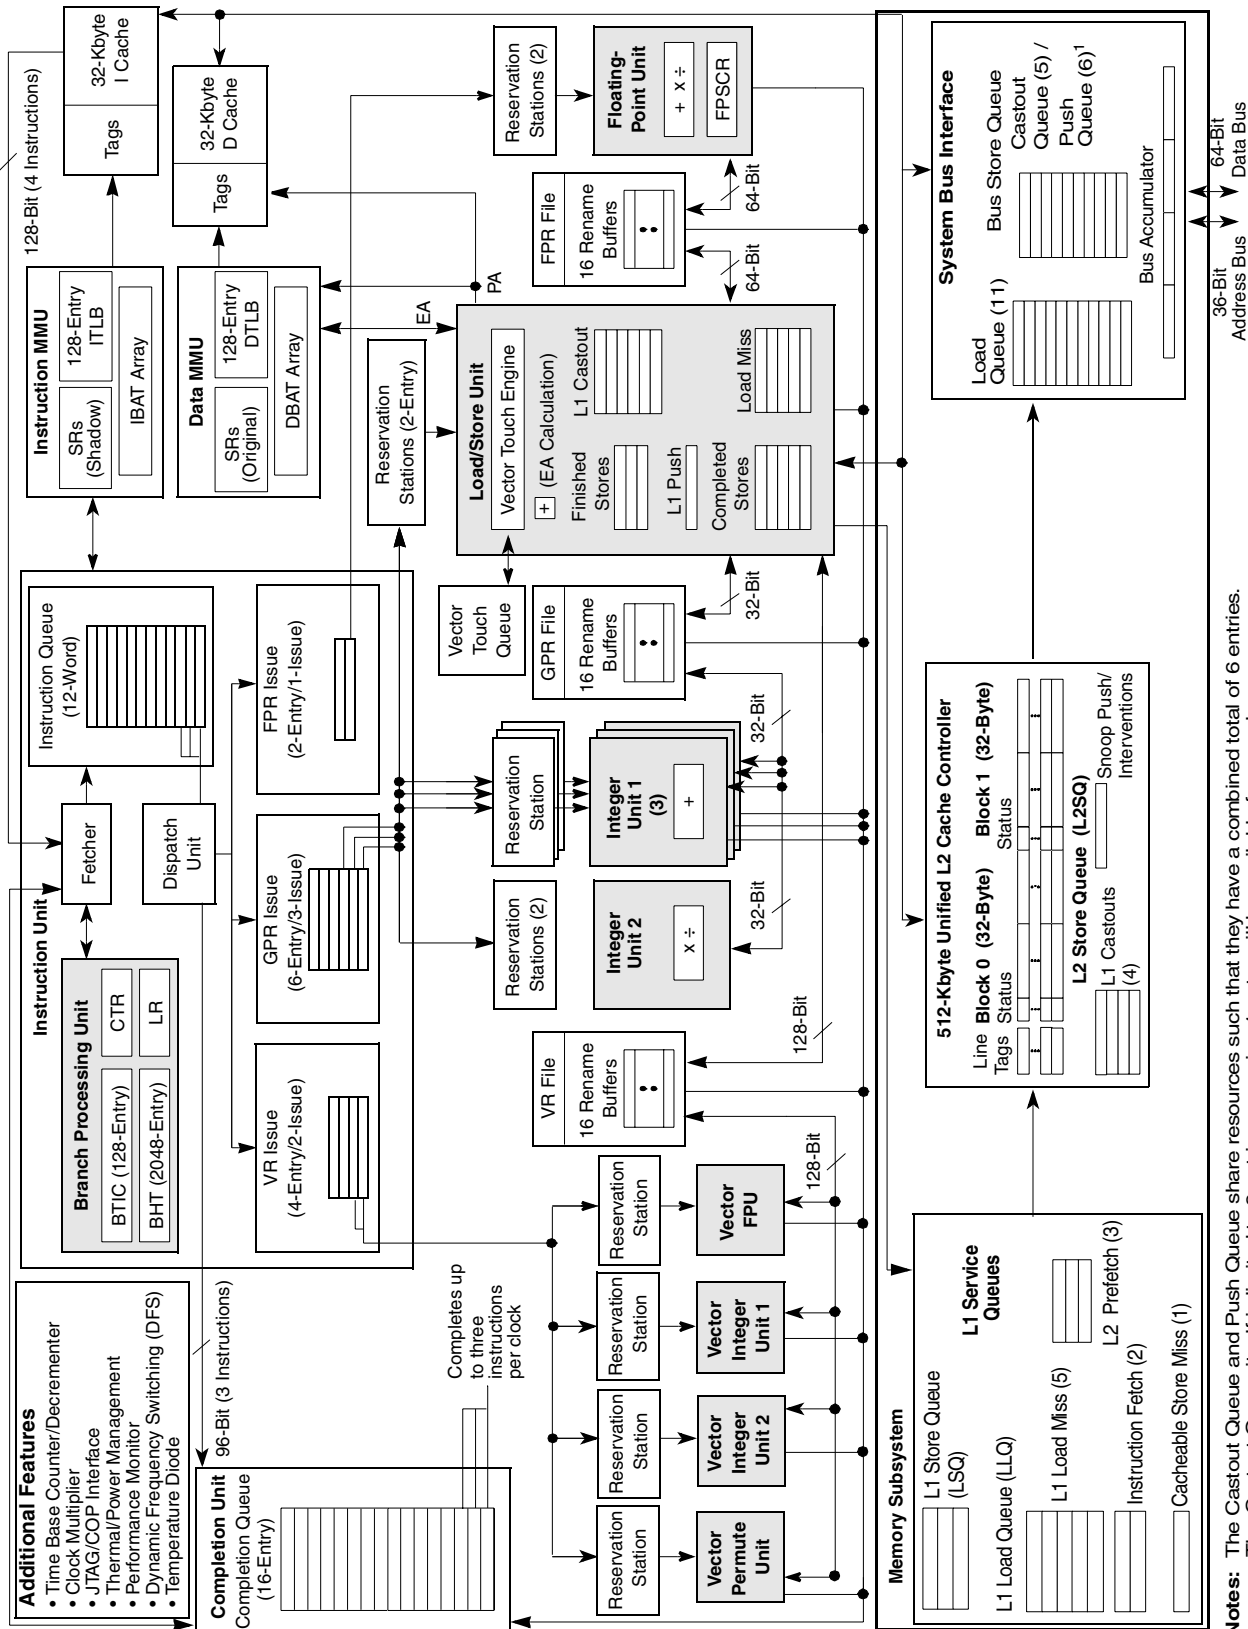 Additional Features
• Time Base Counter/Decrementer
• Clock Multiplier
• JTAG/COP Interface
• Thermal/Power Management
• Performance Monitor
• Dynamic Frequency Switching (DFS)
• Temperature Diode
Instruction Unit
Branch Processing Unit
BTIC (128-Entry)
CTR
BHT (2048-Entry)
LR
Fetcher
Instruction Queue
(12-Word)
Dispatch
Unit
96-Bit (3 Instructions)
VR Issue
(4-Entry/2-Issue)
GPR Issue
(6-Entry/3-Issue)
FPR Issue
(2-Entry/1-Issue)
Instruction MMU
SRs
(Shadow)
128-Entry
ITLB
IBAT Array
Data MMU
SRs
(Original)
128-Entry
DTLB
DBAT Array
128-Bit (4 Instructions)
Tags
32-Kbyte
I Cache
Tags
32-Kbyte
D Cache
EA
PA
Completion Unit
Completion Queue
(16-Entry)
Completes up
to three
instructions
per clock
Reservation
Station
Reservation
Station
Reservation
Station
Reservation
Station
Vector
Permute
Unit
Vector
Integer
Unit 2
Vector
Integer
Unit 1
Vector
FPU
128-Bit
VR File
16 Rename
Buffers
128-Bit
Reservation
Stations (2)
Integer
Unit 2
x ÷
Reservation
Station
Integer
Unit 1
(3)
+
32-Bit
32-Bit
GPR File
16 Rename
Buffers
32-Bit
Vector
Touch
Queue
Reservation
Stations (2-Entry)
Load/Store Unit
Vector Touch Engine
+
(EA Calculation)
Finished
Stores
L1 Castout
L1 Push
Completed
Stores
Load Miss
FPR File
16 Rename
Buffers
64-Bit
64-Bit
Reservation
Stations (2)
Floating-
Point Unit
+ x ÷
FPSCR
Memory Subsystem
L1 Store Queue
(LSQ)
L1 Service
Queues
L1 Load Queue (LLQ)
L1 Load Miss (5)
L2 Prefetch (3)
Instruction Fetch (2)
Cacheable Store Miss (1)
512-Kbyte Unified L2 Cache Controller
Line
Tags
Block 0 (32-Byte)
Status
Block 1 (32-Byte)
Status
L2 Store Queue (L2SQ)
L1 Castouts
(4)
Snoop Push/
Interventions
System Bus Interface
Load
Queue (11)
Bus Store Queue
Castout
Queue (5) /
Push
Queue (6)1
Bus Accumulator
36-Bit
Address Bus
64-Bit
Data Bus
Notes: The Castout Queue and Push Queue share resources such that they have a combined total of 6 entries.